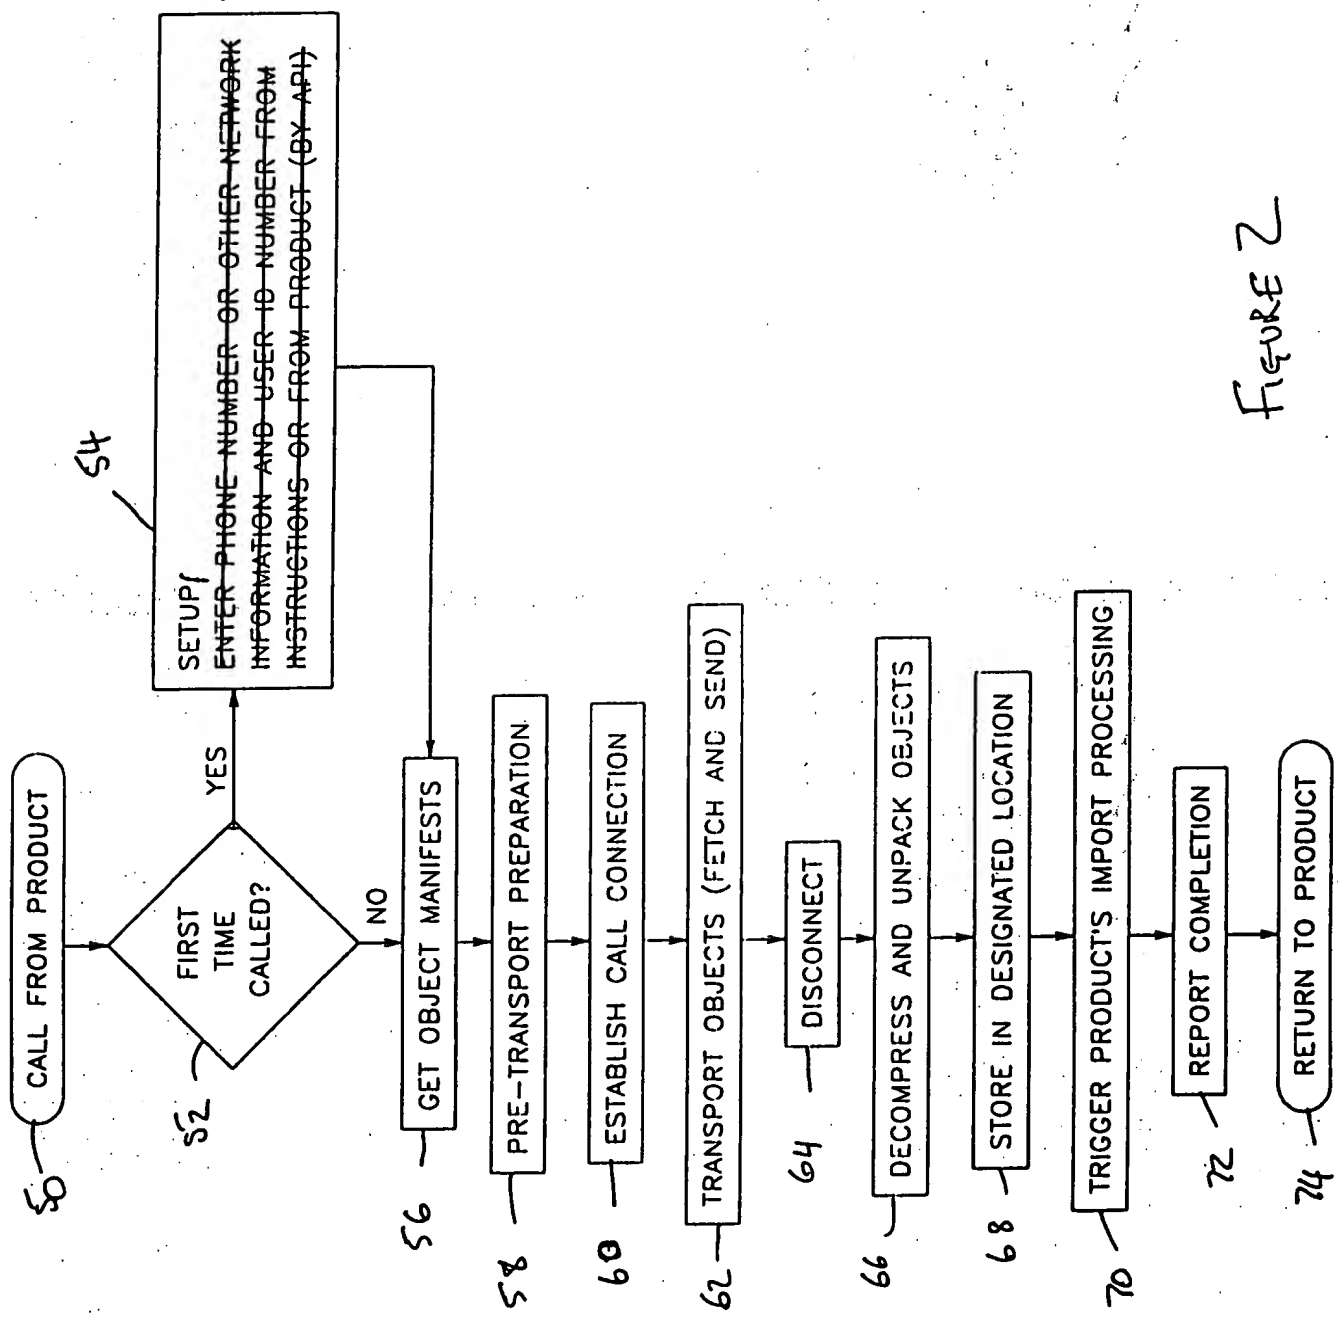 CALL FROM PRODUCT
50
FIRST
TIME
CALLED?
52
YES
NO
54
SETUP
ENTER PHONE NUMBER OR OTHER NETWORK
INFORMATION AND USER ID NUMBER FROM
INSTRUCTIONS OR FROM PRODUCT (BY API)
GET OBJECT MANIFESTS
56
PRE-TRANSPORT PREPARATION
58
ESTABLISH CALL CONNECTION
60
TRANSPORT OBJECTS (FETCH AND SEND)
62
DISCONNECT
64
DECOMPRESS AND UNPACK OBJECTS
66
STORE IN DESIGNATED LOCATION
68
TRIGGER PRODUCT'S IMPORT PROCESSING
70
REPORT COMPLETION
72
RETURN TO PRODUCT
74
FIGURE 2